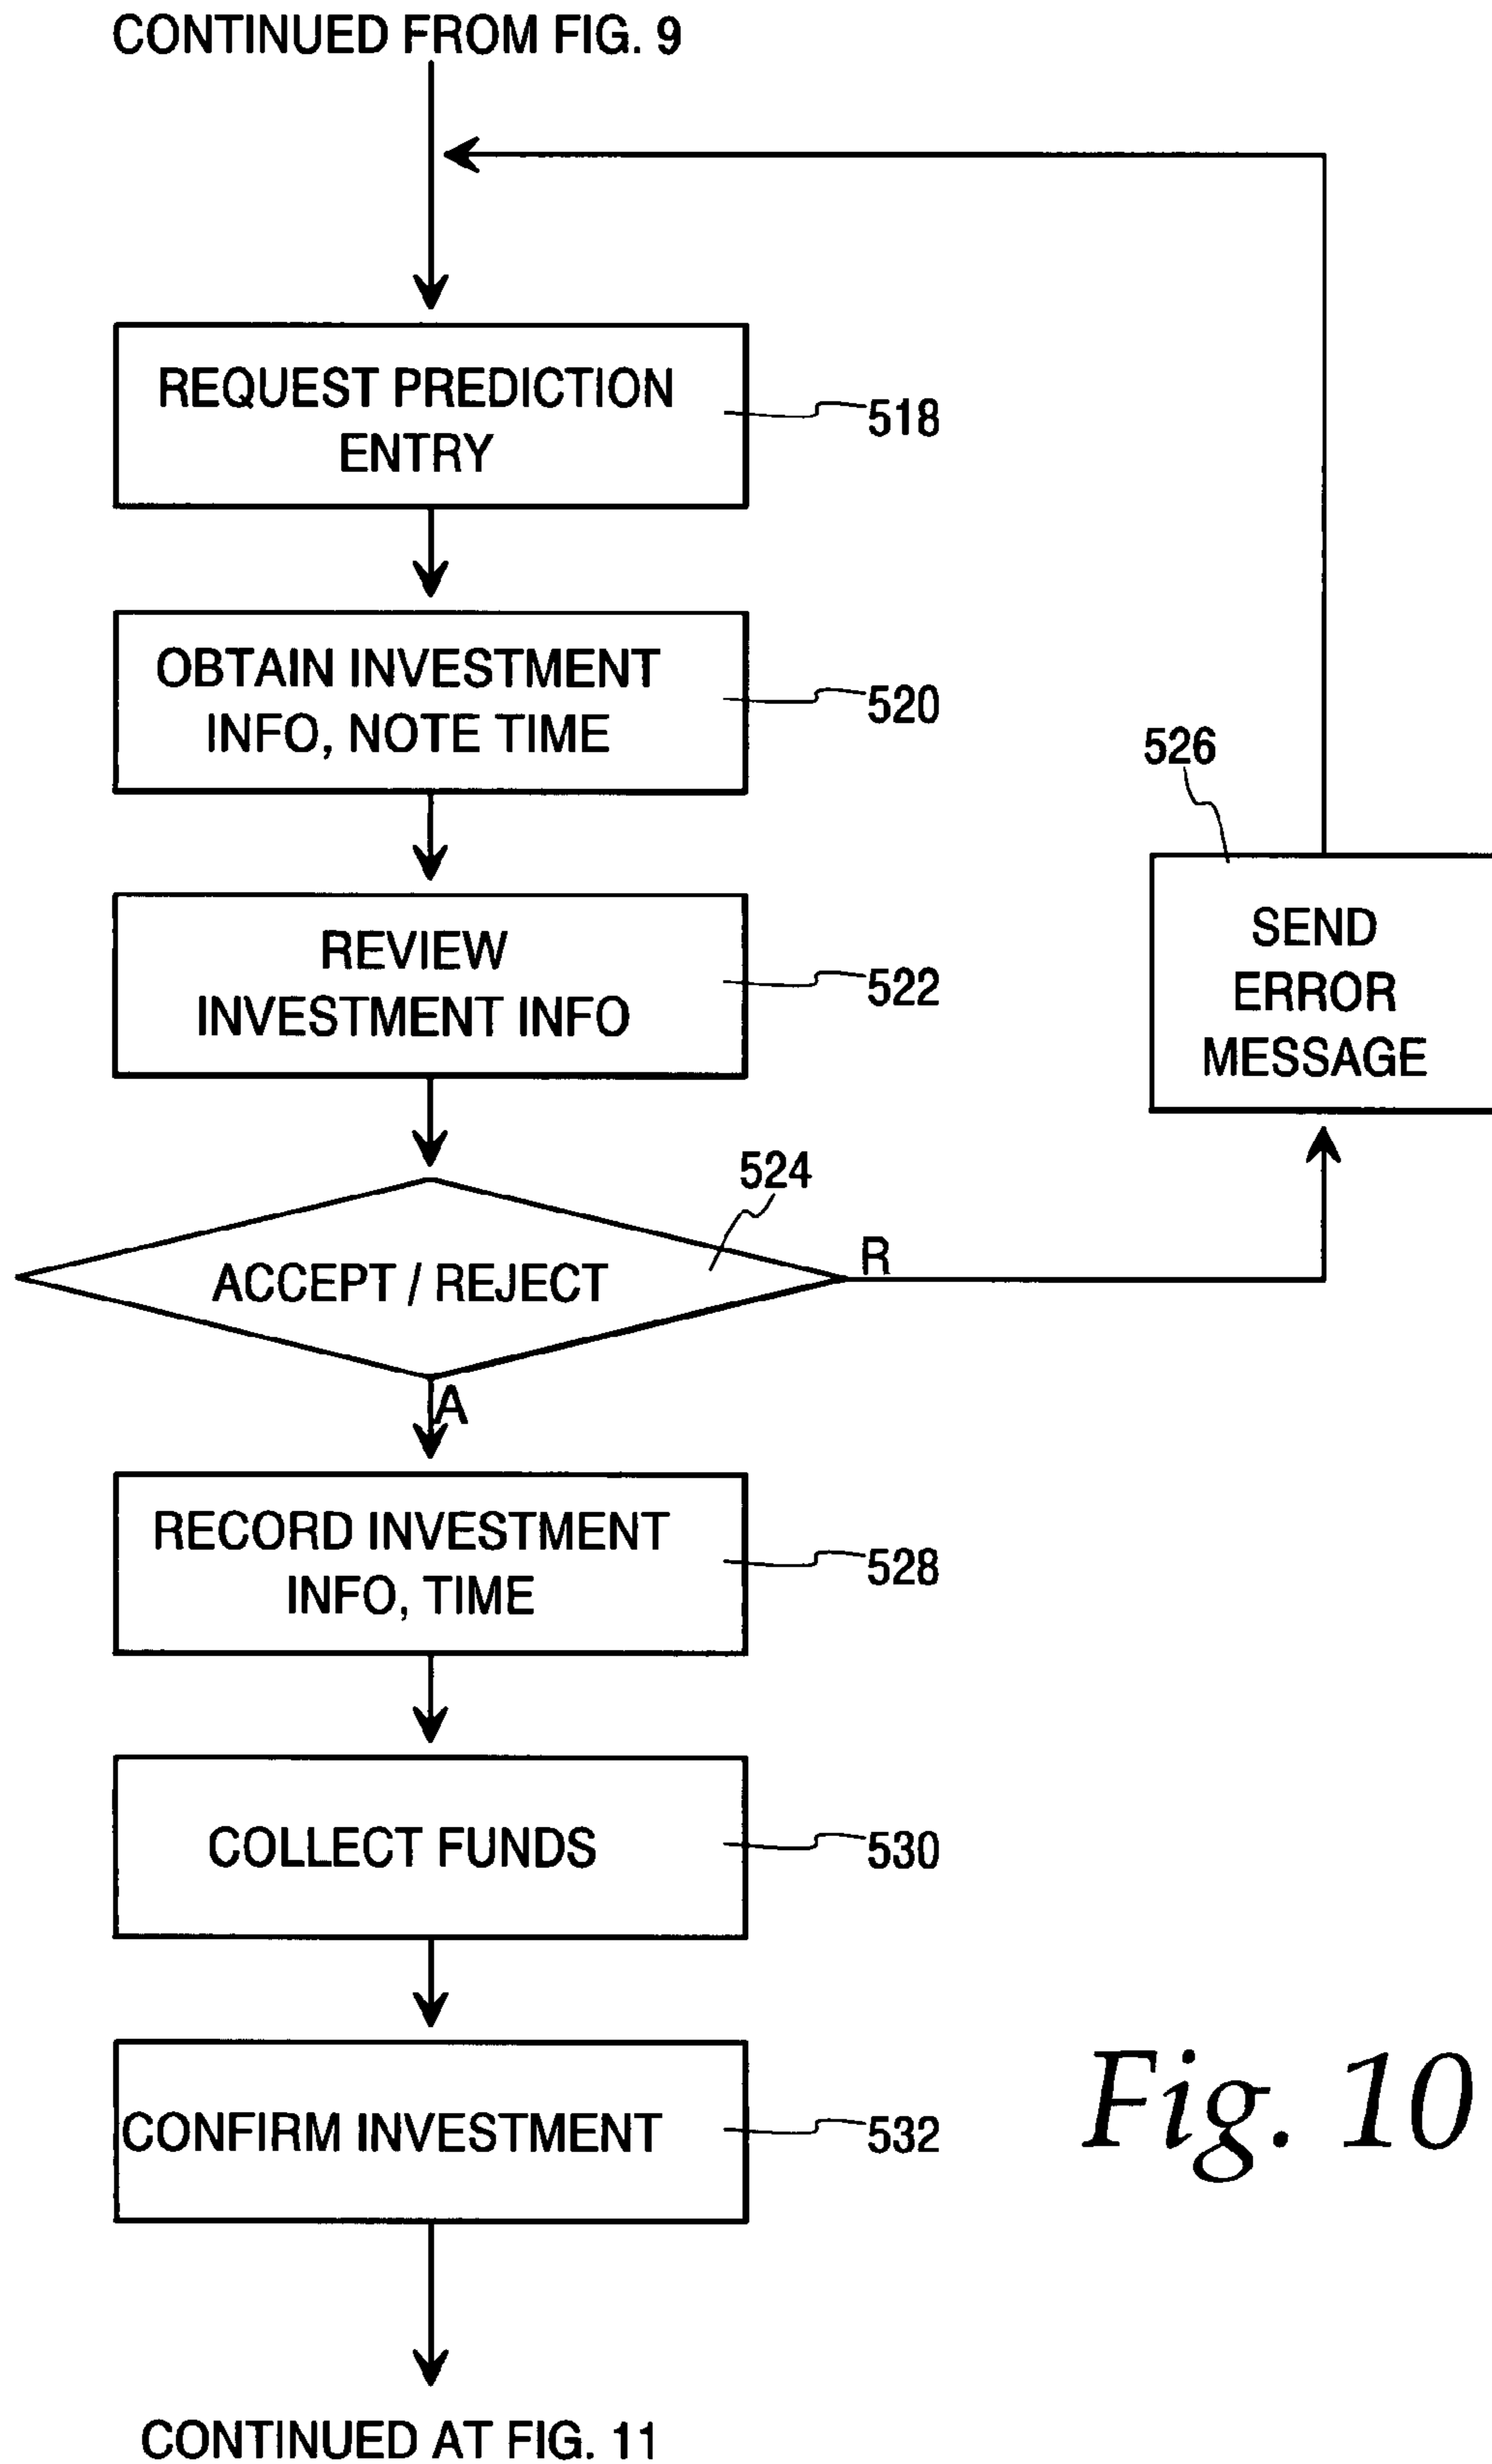 CONTINUED FROM FIG. 9
REQUEST PREDICTION
ENTRY
518
OBTAIN INVESTMENT
INFO, NOTE TIME
520
526
REVIEW
INVESTMENT INFO
522
SEND
ERROR
MESSAGE
524
ACCEPT / REJECT
R
A
RECORD INVESTMENT
INFO, TIME
528
COLLECT FUNDS
530
CONFIRM INVESTMENT
532
Fig. 10
CONTINUED AT FIG. 11